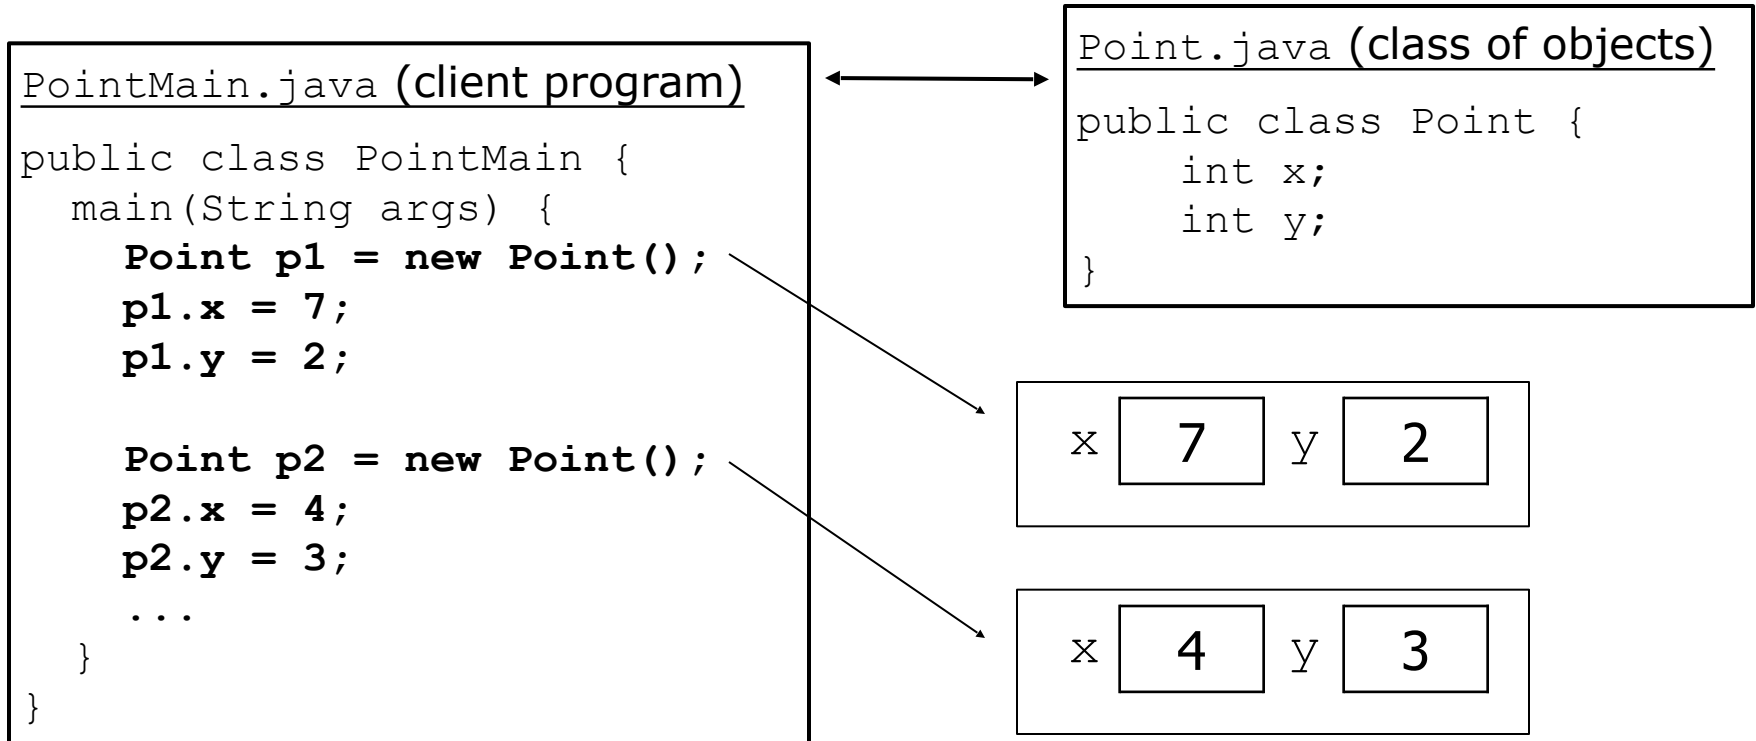 PointMain.java (client program)
public class PointMain {
main(String args) {
Point p1 = new Point();
p1.x = 7;
p1.y = 2;
Point p2 = new Point();
p2.x = 4;
p2.y = 3;
...
}
}
Point.java (class of objects)
public class Point {
int x;
int y;
}
x 7 y 2
x 4 y 3